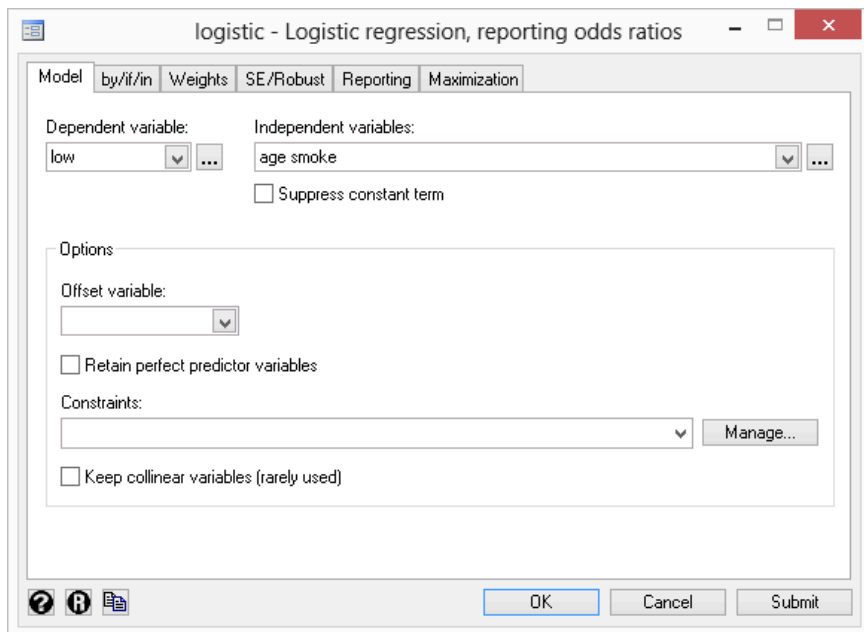 logistic - Logistic regression, reporting odds ratios
Model by/if/in Weights SE/Robust Reporting Maximization
Dependent variable: Independent variables:
low ... age smoke ...
Suppress constant term
Options
Offset variable:
Retain perfect predictor variables
Constraints:
Manage...
Keep collinear variables (rarely used)
? R OK Cancel Submit